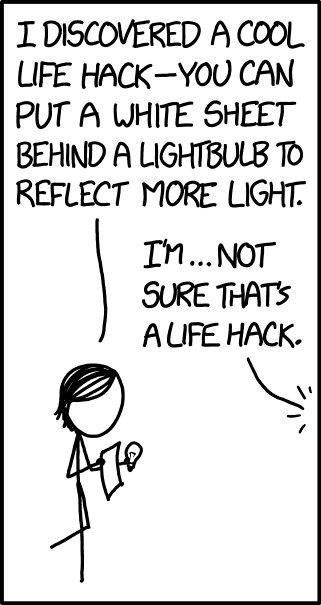 I DISCOVERED A COOL
LIFE HACK—YOU CAN
PUT A WHITE SHEET
BEHIND A LIGHTBULB TO
REFLECT MORE LIGHT.
I'M...NOT
SURE THAT'S
A LIFE HACK.